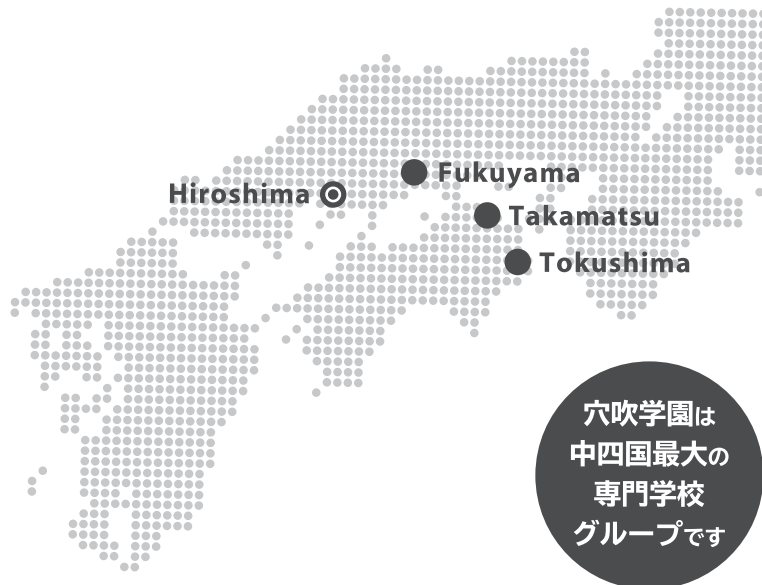 Fukuyama
Hiroshima
Takamatsu
Tokushima
穴吹学園は
中四国最大の
専門学校
グループです